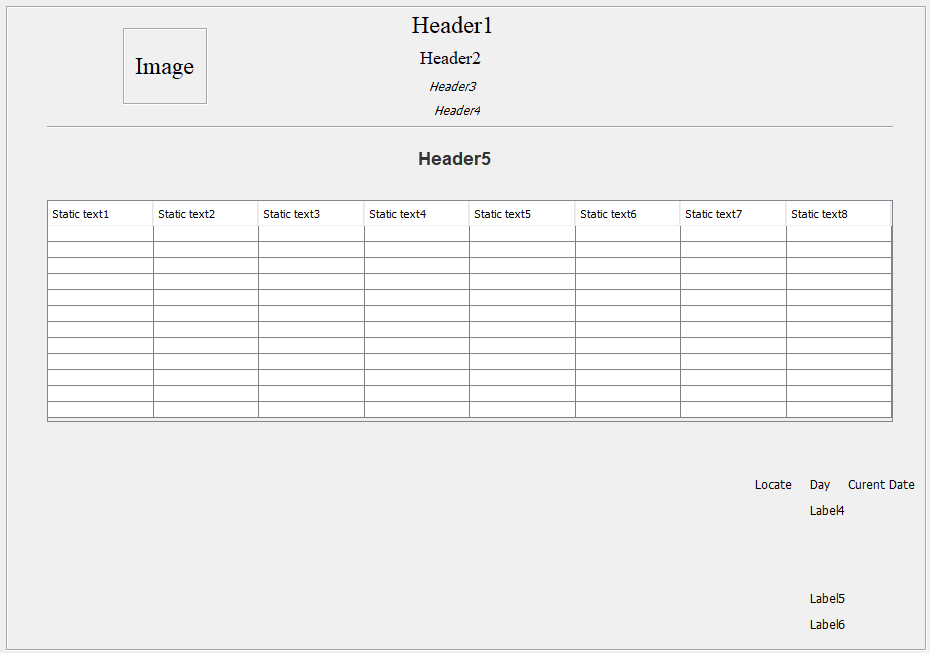 Header1
Image
Header2
Header3
Header4
Header5
Static text1 Static text2 Static text3 Static text4 Static text5 Static text6 Static text7 Static text8
Locate Day Curent Date
Label4
Label5
Label6